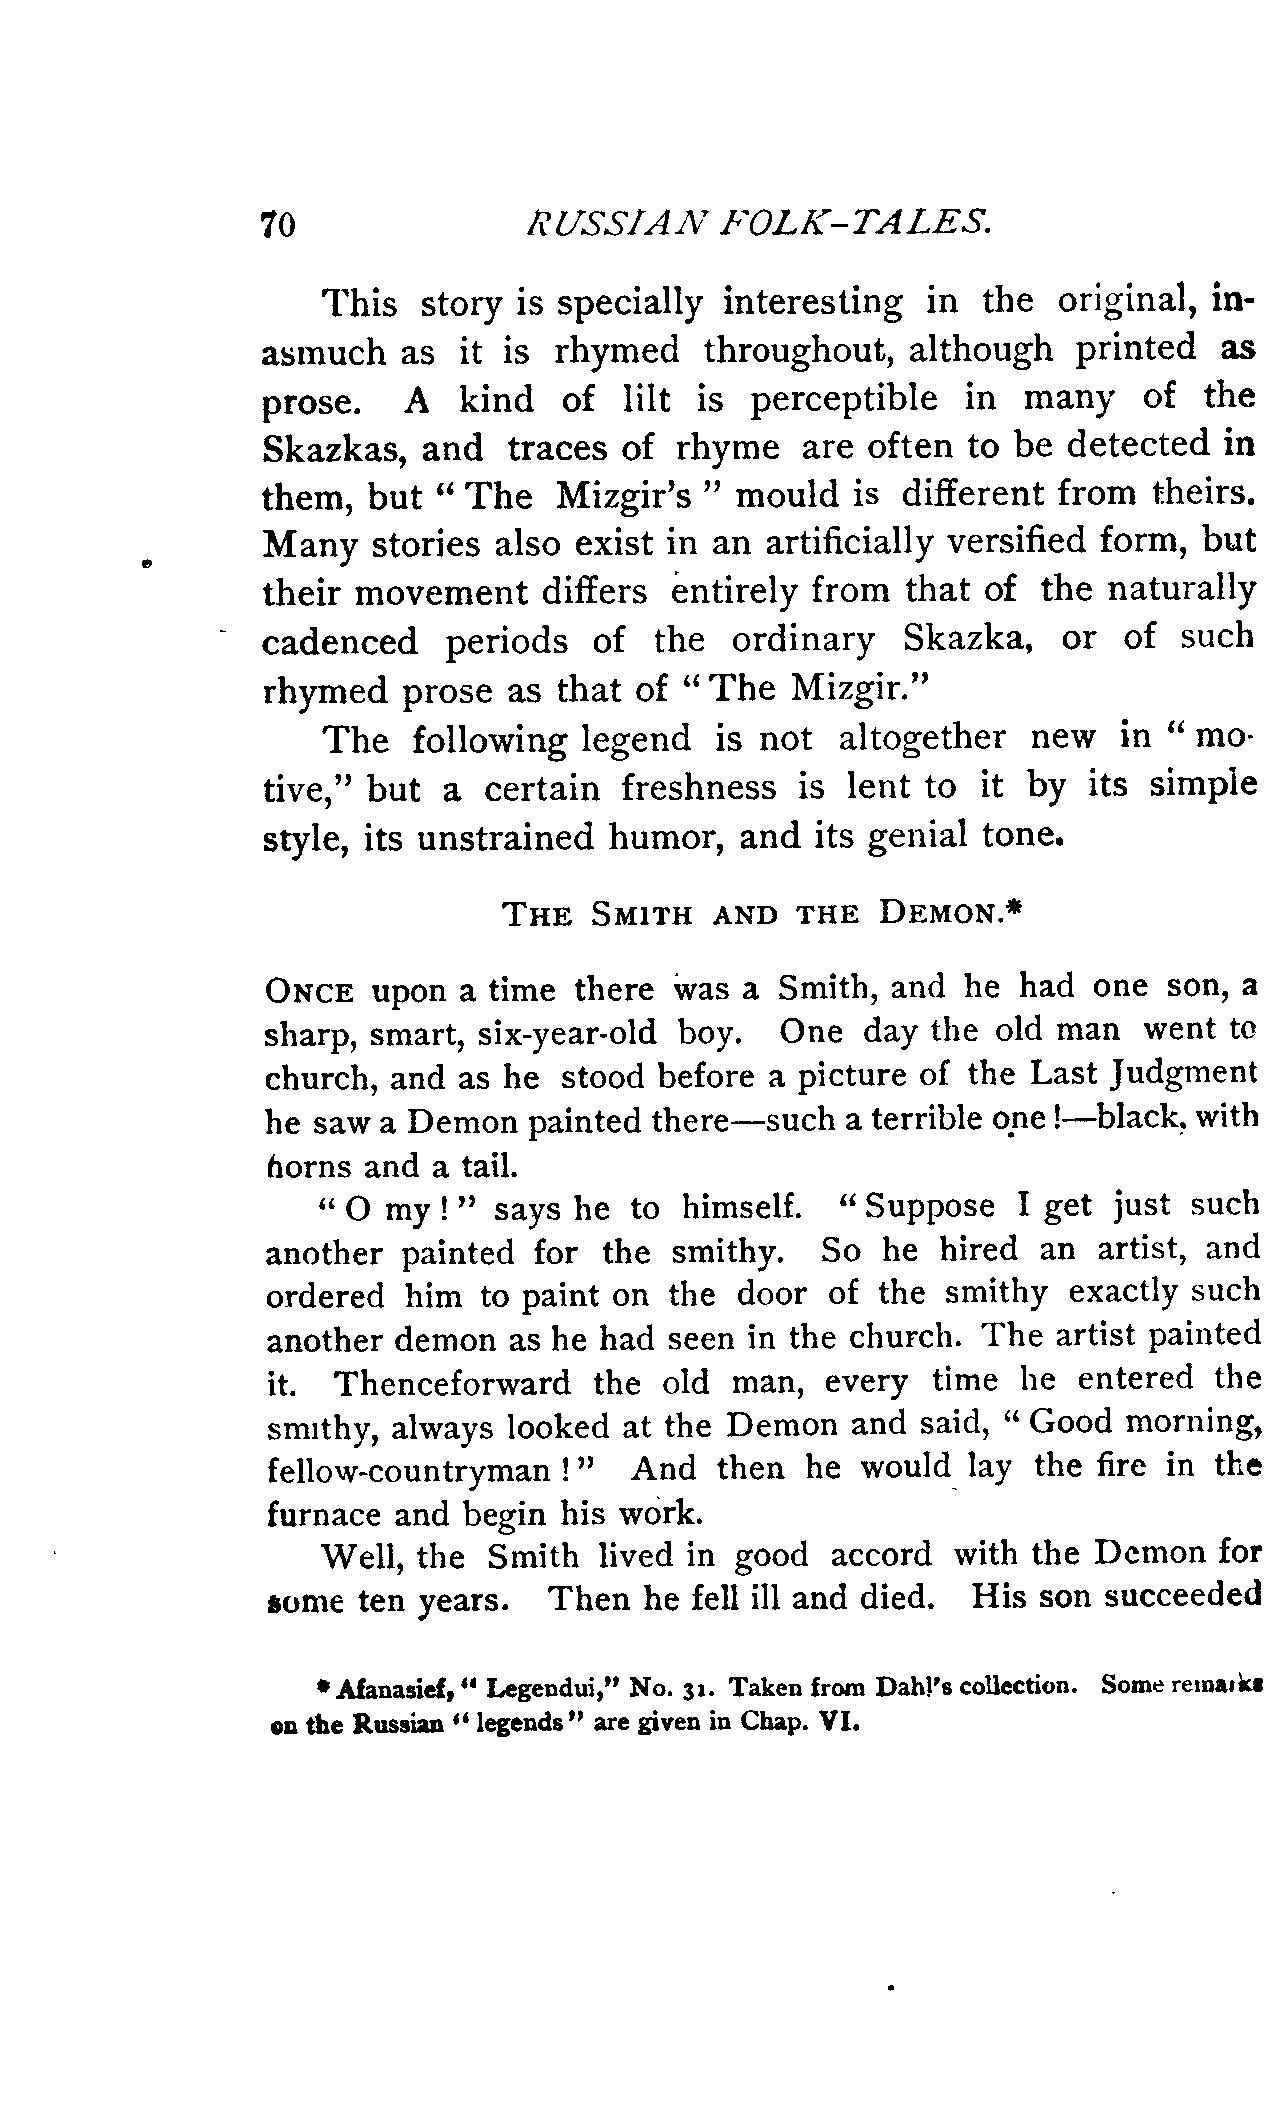 70 RUSSIAN FOLK-TALES.
This story is specially interesting in the original, in-
asmuch as it is rhymed throughout, although printed as
prose. A kind of lilt is perceptible in many of the
Skazkas, and traces of rhyme are often to be detected in
them, but “ The Mizgir’s ” mould is different from theirs.
Many stories also exist in an artificially versified form, but
their movement differs entirely from that of the naturally
cadenced periods of the ordinary Skazka, or of such
rhymed prose as that of “ The Mizgir.”
The following legend is not altogether new in “ mo-
tive,” but a certain freshness is lent to it by its simple
style, its unstrained humor, and its genial tone.
THE SMITH AND THE DEMON.*
ONCE upon a time there was a Smith, and he had one son, a
sharp, smart, six-year-old boy. One day the old man went to
church, and as he stood before a picture of the Last Judgment
he saw a Demon painted there—such a terrible one !—black, with
horns and a tail.
“ O my ! ” says he to himself. “ Suppose I get just such
another painted for the smithy. So he hired an artist, and
ordered him to paint on the door of the smithy exactly such
another demon as he had seen in the church. The artist painted
it. Thenceforward the old man, every time he entered the
smithy, always looked at the Demon and said, “ Good morning,
fellow-countryman ! ” And then he would lay the fire in the
furnace and begin his work.
Well, the Smith lived in good accord with the Demon for
some ten years. Then he fell ill and died. His son succeeded
* Afanasief, “ Legendui,” No. 31. Taken from Dahl’s collection. Some remarks
on the Russian “ legends ” are given in Chap. VI.